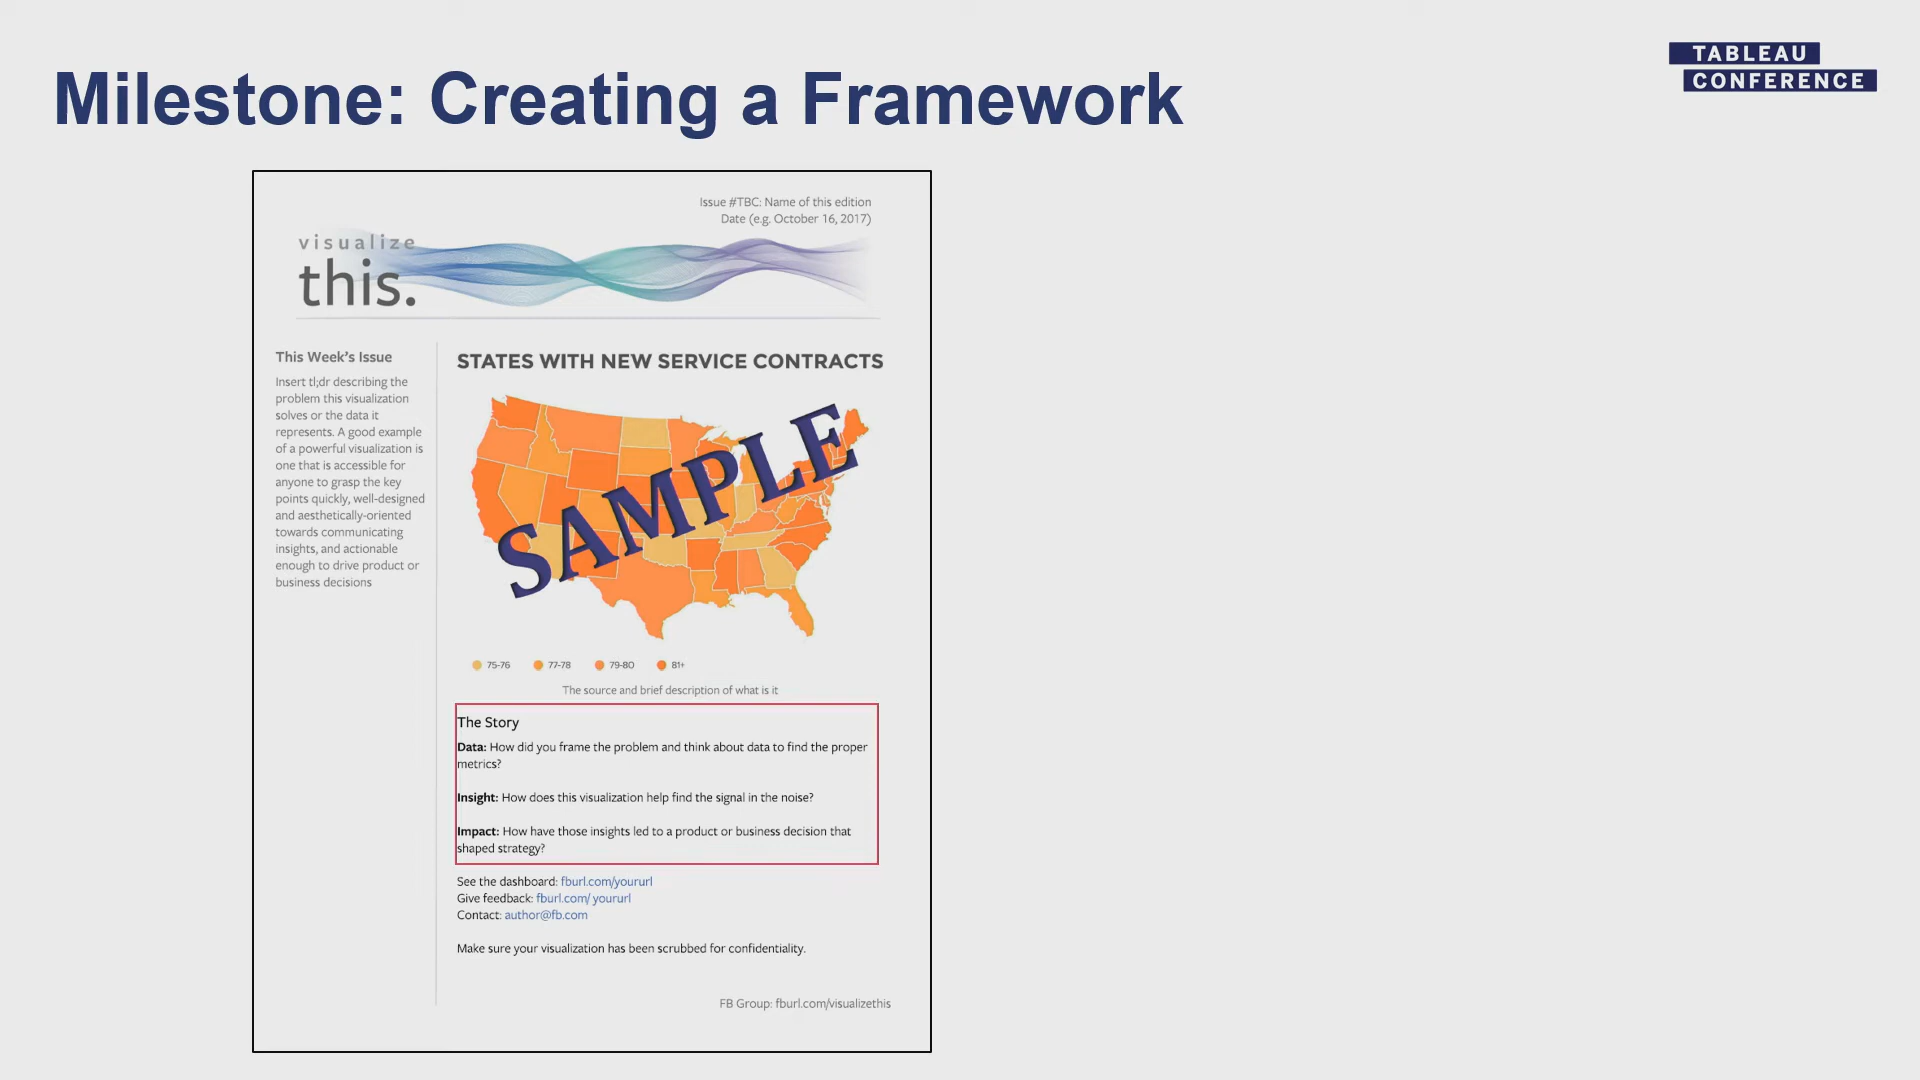 Milestone: Creating a Framework
TABLEAU
CONFERENCE
Issue #TBC: Name of this edition
Date (e.g. October 16, 2017)
visualize
this.
This Week's Issue
Insert tl;dr describing the
problem this visualization
solves or the data it
represents. A good example
of a powerful visualization is
one that is accessible for
anyone to grasp the key
points quickly, well-designed
and aesthetically-oriented
towards communicating
insights, and actionable
enough to drive product or
business decisions
STATES WITH NEW SERVICE CONTRACTS
SAMPLE
75-76 77-78 79-80 81+
The source and brief description of what is it
The Story
Data: How did you frame the problem and think about data to find the proper
metrics?
Insight: How does this visualization help find the signal in the noise?
Impact: How have those insights led to a product or business decision that
shaped strategy?
See the dashboard: fburl.com/yoururl
Give feedback: fburl.com/ yoururl
Contact: author@fb.com
Make sure your visualization has been scrubbed for confidentiality.
FB Group: fburl.com/visualizethis